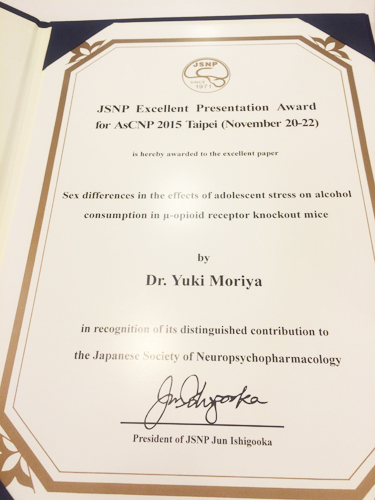 JSNP
SINCE
1971
JSNP Excellent Presentation Award
for AsCNP 2015 Taipei (November 20-22)
is hereby awarded to the excellent paper
Sex differences in the effects of adolescent stress on alcohol
consumption in μ-opioid receptor knockout mice
by
Dr. Yuki Moriya
in recognition of its distinguished contribution to
the Japanese Society of Neuropsychopharmacology
Jun Ishigooka
President of JSNP Jun Ishigooka